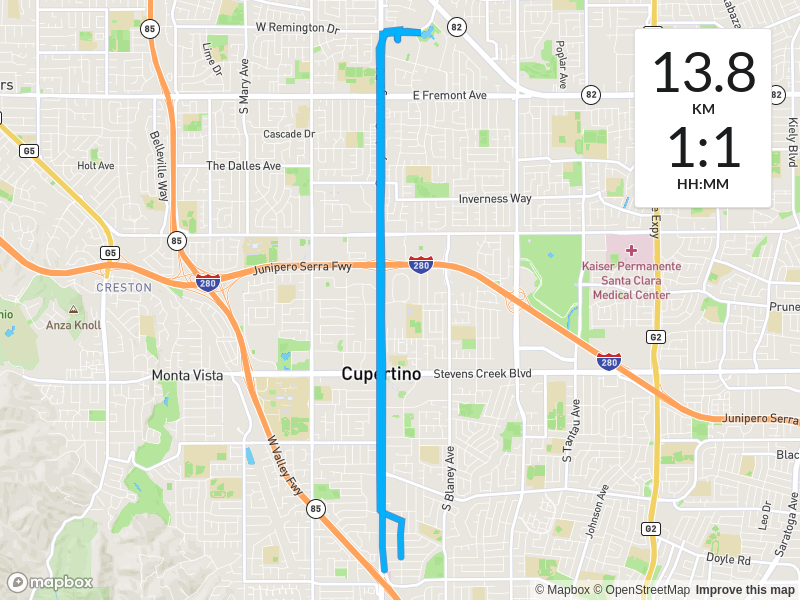 W Remington Dr
85
82
Lime Dr
S Mary Ave
Poplar Ave
13.8
KM
1:1
HH:MM
ers
E Fremont Ave
82
82
Kiely Blvd
Belleville Way
Cascade Dr
G5
Holt Ave
The Dalles Ave
Inverness Way
e Expy
85
G5
280
Junipero Serra Fwy
280
CRESTON
Kaiser Permanente
Santa Clara
Medical Center
Anza Knoll
Prune
G2
280
Monta Vista
Cupertino
Stevens Creek Blvd
S Tantau Ave
Junipero Serra
W Valley Fwy
S Blaney Ave
Blac
85
Johnson Ave
Leo Dr
Saratoga Ave
G2
Doyle Rd
mapbox
© Mapbox © OpenStreetMap Improve this map